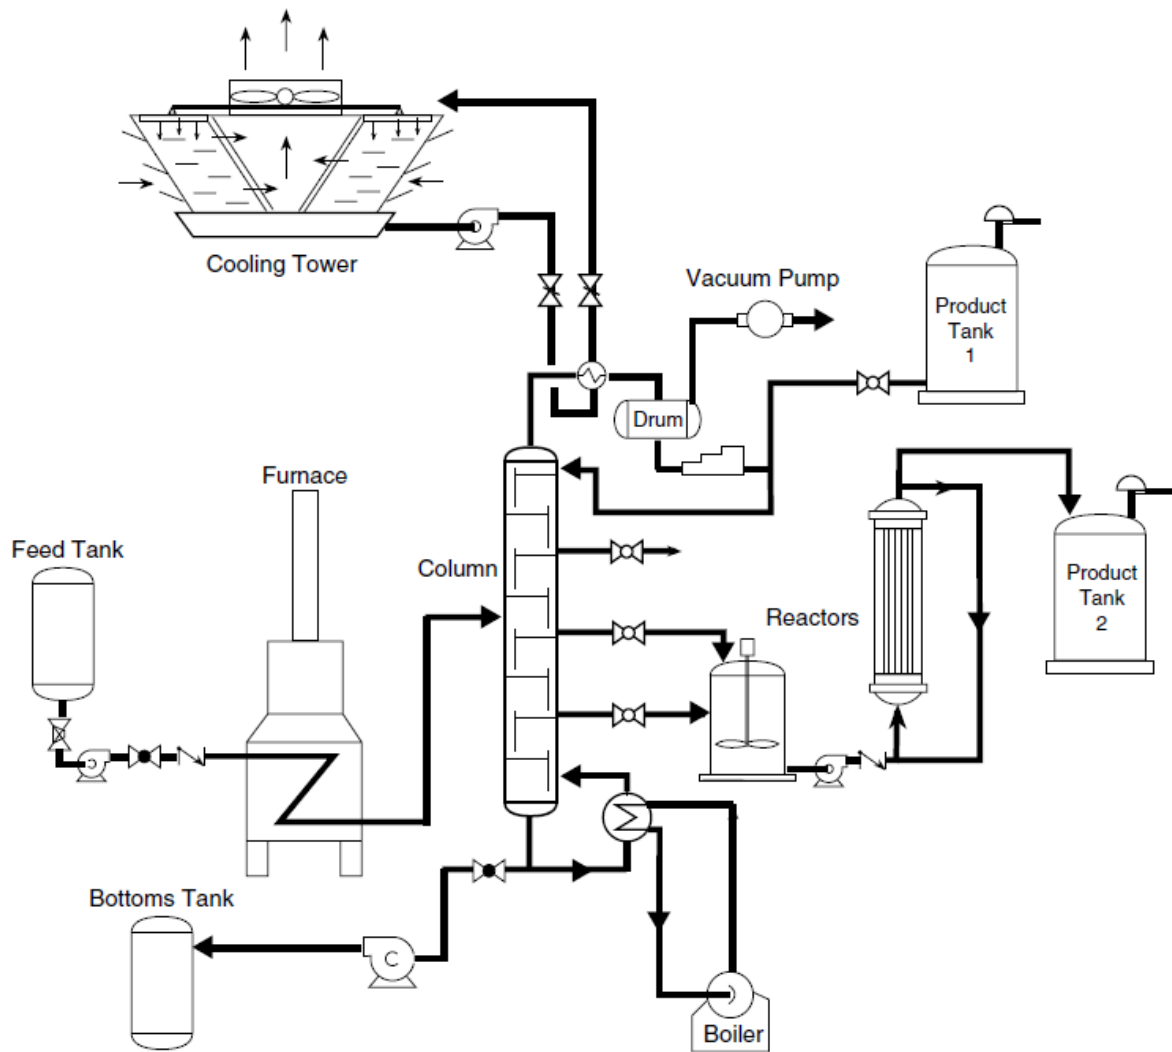 Cooling Tower
Vacuum Pump
Product
Tank
1
Drum
Furnace
Feed Tank
Column
Reactors
Product
Tank
2
Bottoms Tank
C
C
C
Boiler